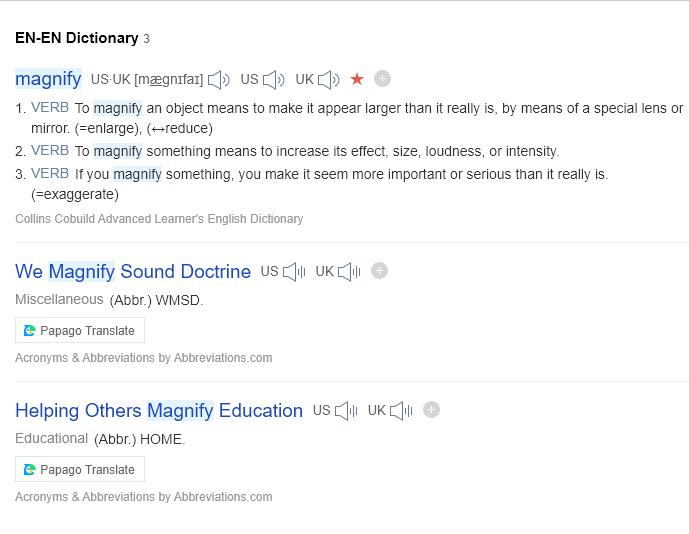 EN-EN Dictionary 3
magnify US·UK [mægnɪfaɪ] US UK
1. VERB To magnify an object means to make it appear larger than it really is, by means of a special lens or
mirror. (=enlarge), (↔reduce)
2. VERB To magnify something means to increase its effect, size, loudness, or intensity.
3. VERB If you magnify something, you make it seem more important or serious than it really is.
(=exaggerate)
Collins Cobuild Advanced Learner's English Dictionary
We Magnify Sound Doctrine US UK
Miscellaneous (Abbr.) WMSD.
Papago Translate
Acronyms & Abbreviations by Abbreviations.com
Helping Others Magnify Education US UK
Educational (Abbr.) HOME.
Papago Translate
Acronyms & Abbreviations by Abbreviations.com